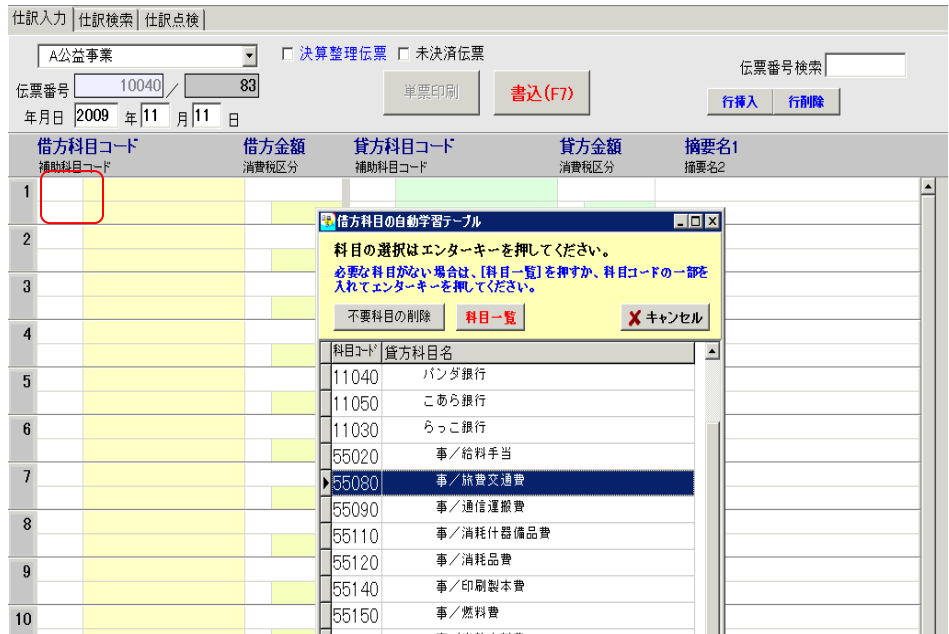 仕訳入力 仕訳検索 仕訳点検
A公益事業 決算整理伝票 未決済伝票
伝票番号検索
伝票番号 10040 / 83
単票印刷 書込(F7)
行挿入 行削除
年月日 2009 年 11 月 11 日
借方科目コード 借方金額 貸方科目コード 貸方金額 摘要名1
補助科目コード 消費税区分 補助科目コード 消費税区分 摘要名2
1
2
3
4
5
6
7
8
9
10
借方科目の自動学習テーブル
科目の選択はエンターキーを押してください。
必要な科目がない場合は、[科目一覧]を押すか、科目コードの一部を
入れてエンターキーを押してください。
不要科目の削除 科目一覧 キャンセル
科目コード 貸方科目名
11040 パンダ銀行
11050 こあら銀行
11030 らっこ銀行
55020 事/給料手当
55080 事/旅費交通費
55090 事/通信運搬費
55110 事/消耗什器備品費
55120 事/消耗品費
55140 事/印刷製本費
55150 事/燃料費